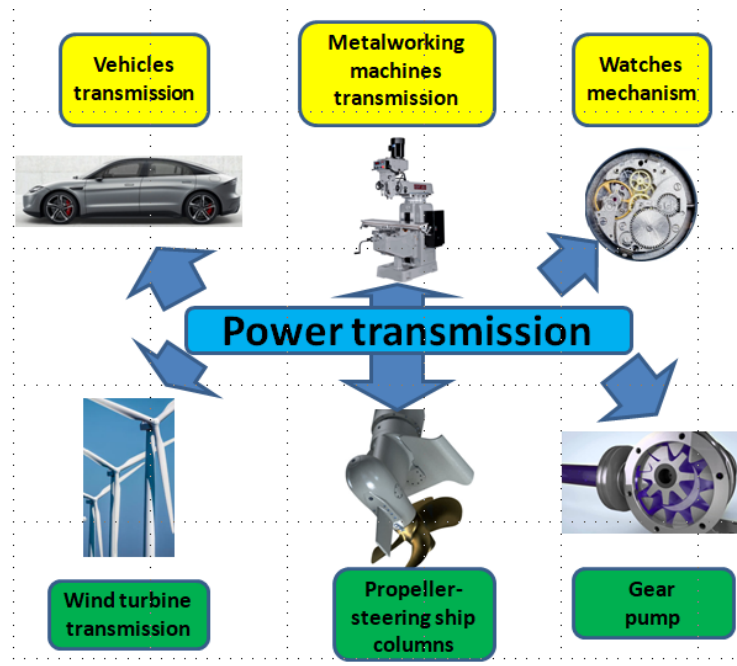 Vehicles
transmission
Metalworking
machines
transmission
Watches
mechanism
Power transmission
Wind turbine
transmission
Propeller-
steering ship
columns
Gear
pump